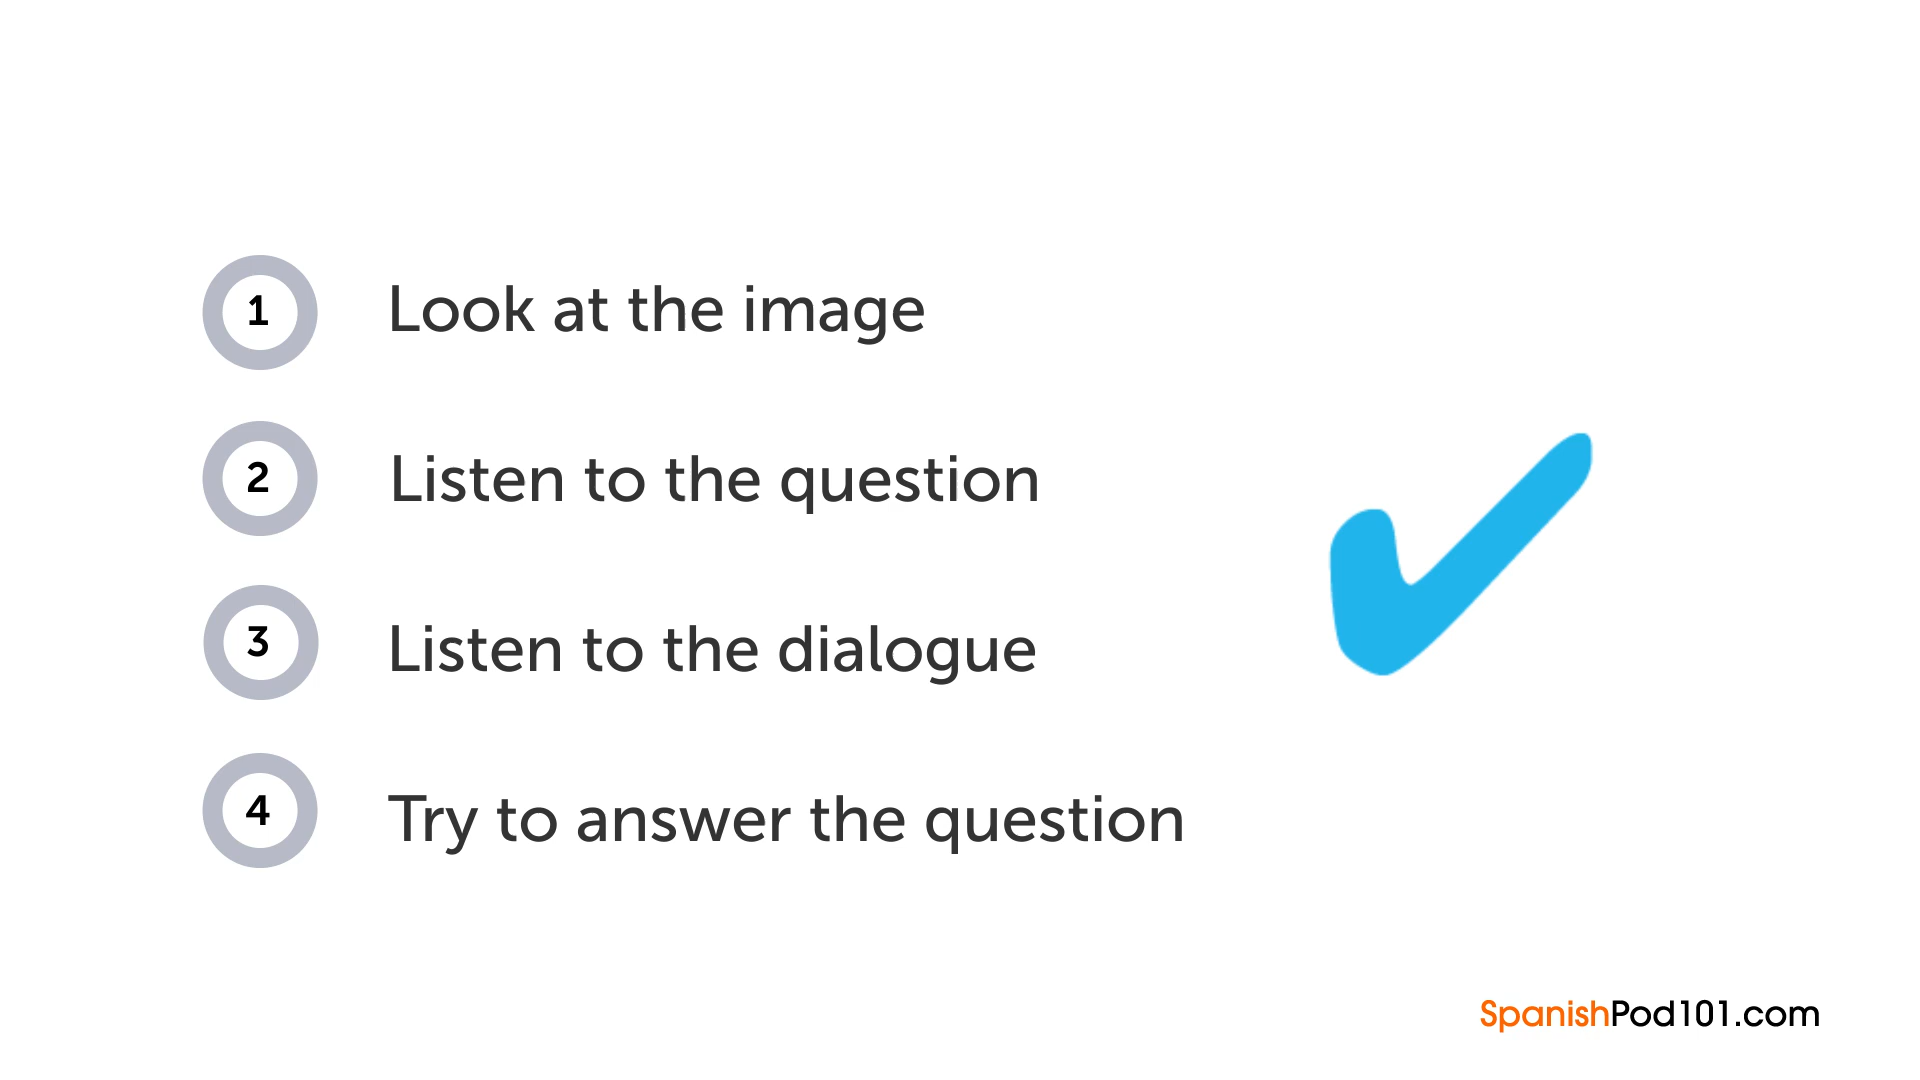 1 Look at the image
2 Listen to the question
3 Listen to the dialogue
4 Try to answer the question
SpanishPod101.com